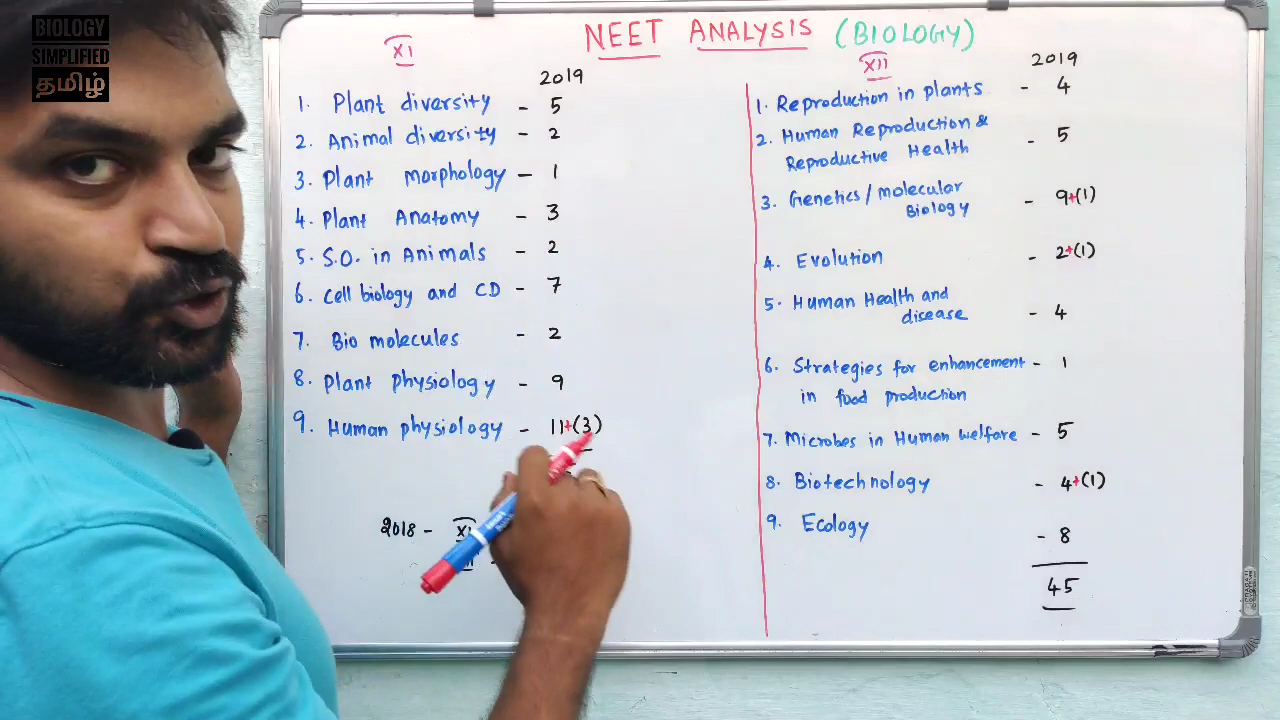 BIOLOGY
SIMPLIFIED
தமிழ்
NEET ANALYSIS (BIOLOGY)
XI
2019
1. Plant diversity - 5
2. Animal diversity - 2
3. Plant morphology - 1
4. Plant Anatomy - 3
5. S.O. in Animals - 2
6. Cell biology and CD - 7
7. Bio molecules - 2
8. Plant physiology - 9
9. Human physiology - 11+(3)
2018 - XI
XII
2019
1. Reproduction in plants - 4
2. Human Reproduction &
Reproductive Health - 5
3. Genetics/molecular
Biology - 9+(1)
4. Evolution - 2+(1)
5. Human Health and
disease - 4
6. Strategies for enhancement - 1
in food production
7. Microbes in Human welfare - 5
8. Biotechnology - 4+(1)
9. Ecology - 8
45